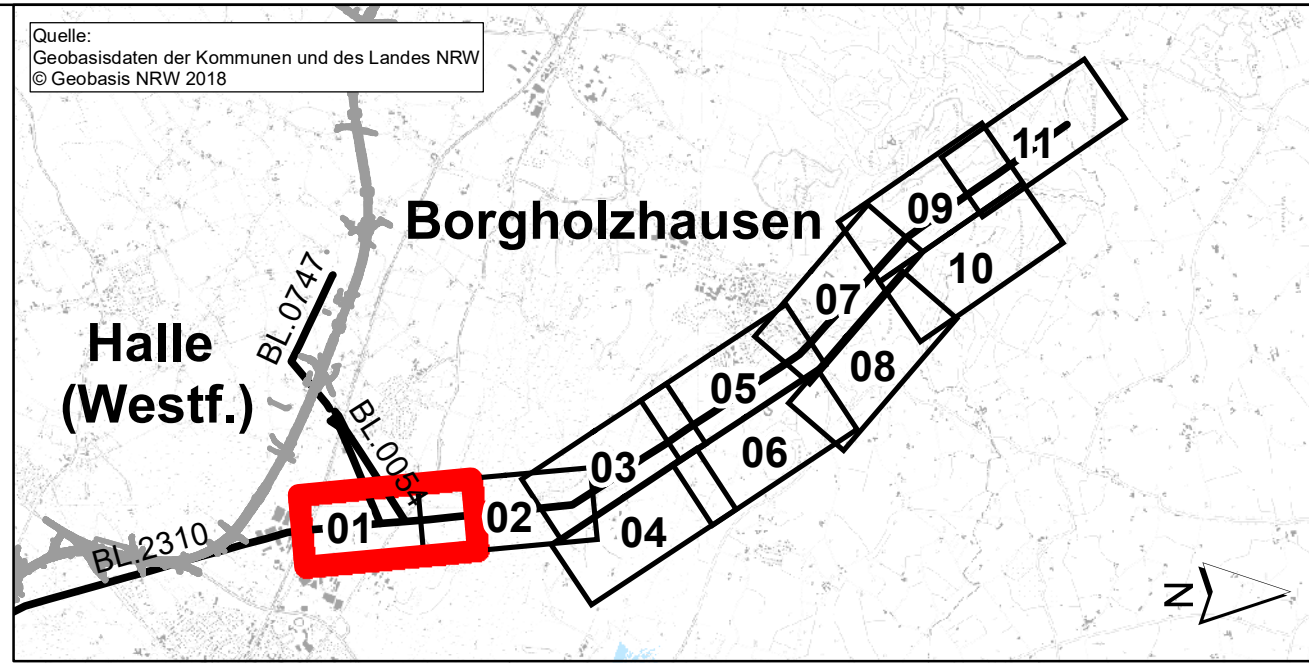 Quelle:
Geobasisdaten der Kommunen und des Landes NRW
© Geobasis NRW 2018
Borgholzhausen
Halle
(Westf.)
BL.0747
BL.0054
BL.2310
01
02
03
04
05
06
07
08
09
10
11
N